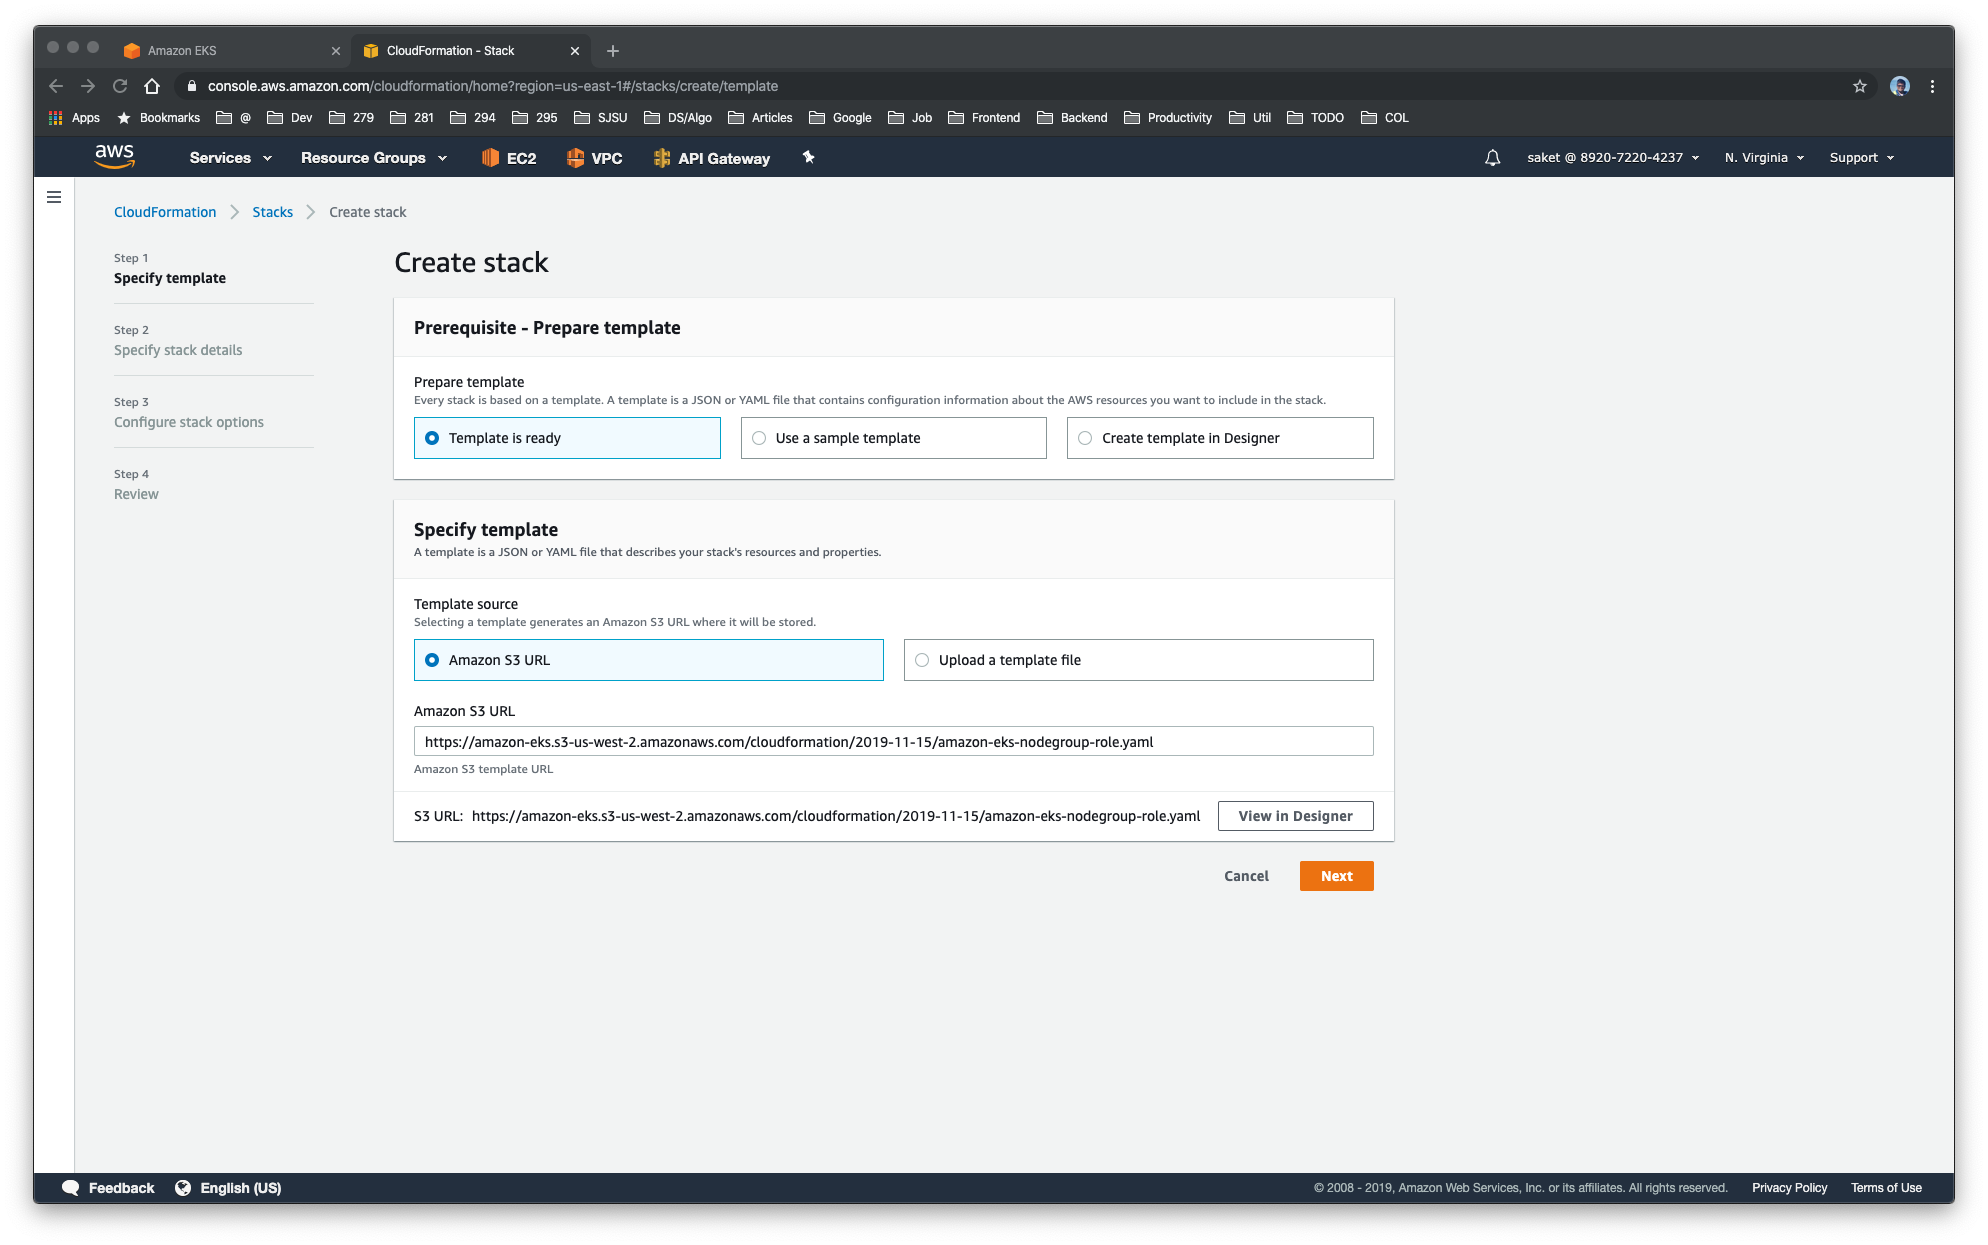 Amazon EKS
CloudFormation - Stack
console.aws.amazon.com/cloudformation/home?region=us-east-1#/stacks/create/template
Apps Bookmarks @ Dev 279 281 294 295 SJSU DS/Algo Articles Google Job Frontend Backend Productivity Util TODO COL
aws Services Resource Groups EC2 VPC API Gateway saket @ 8920-7220-4237 N. Virginia Support
CloudFormation Stacks Create stack
Step 1
Specify template
Step 2
Specify stack details
Step 3
Configure stack options
Step 4
Review
Create stack
Prerequisite - Prepare template
Prepare template
Every stack is based on a template. A template is a JSON or YAML file that contains configuration information about the AWS resources you want to include in the stack.
Template is ready Use a sample template Create template in Designer
Specify template
A template is a JSON or YAML file that describes your stack's resources and properties.
Template source
Selecting a template generates an Amazon S3 URL where it will be stored.
Amazon S3 URL Upload a template file
Amazon S3 URL
https://amazon-eks.s3-us-west-2.amazonaws.com/cloudformation/2019-11-15/amazon-eks-nodegroup-role.yaml
Amazon S3 template URL
S3 URL: https://amazon-eks.s3-us-west-2.amazonaws.com/cloudformation/2019-11-15/amazon-eks-nodegroup-role.yaml View in Designer
Cancel Next
Feedback English (US) © 2008 - 2019, Amazon Web Services, Inc. or its affiliates. All rights reserved. Privacy Policy Terms of Use